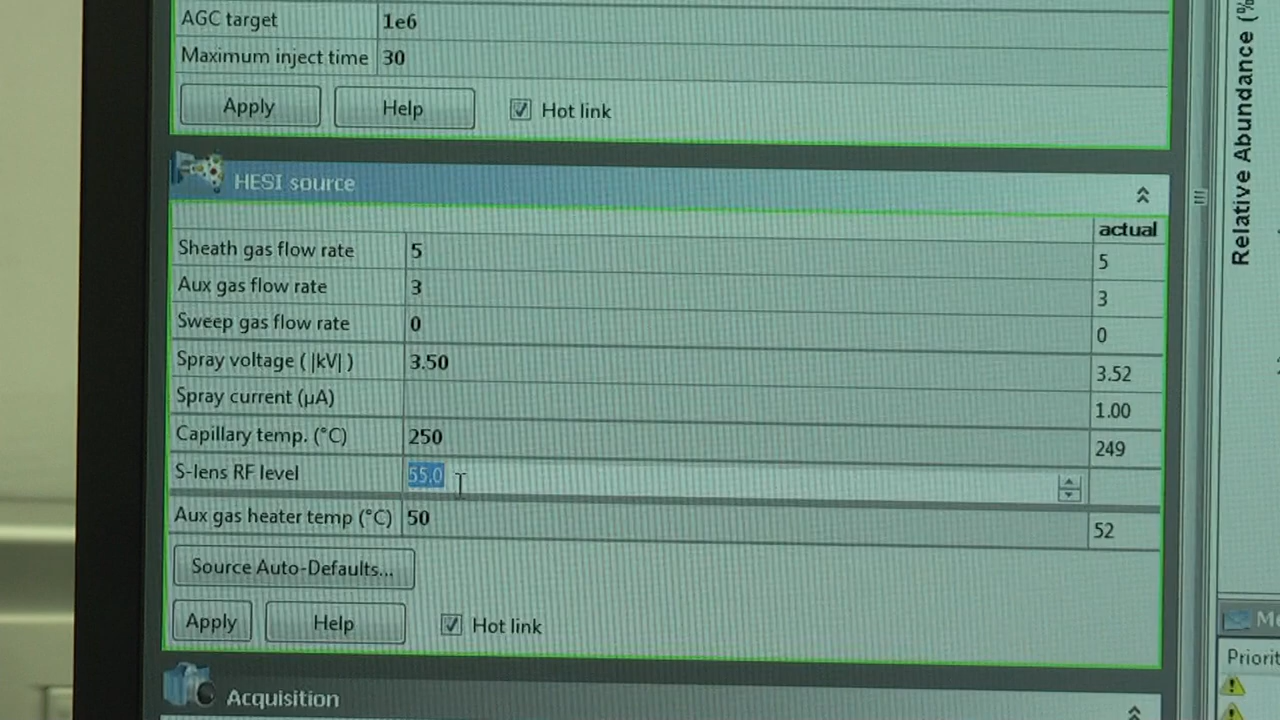 AGC target 1e6
Maximum inject time 30
Apply Help Hot link
HESI source
actual
Sheath gas flow rate 5 5
Aux gas flow rate 3 3
Sweep gas flow rate 0 0
Spray voltage ( |kV| ) 3.50 3.52
Spray current (µA) 1.00
Capillary temp. (°C) 250 249
S-lens RF level 55.0
Aux gas heater temp (°C) 50 52
Source Auto-Defaults...
Apply Help Hot link
Acquisition
Relative Abundance (%
Me
Priorit